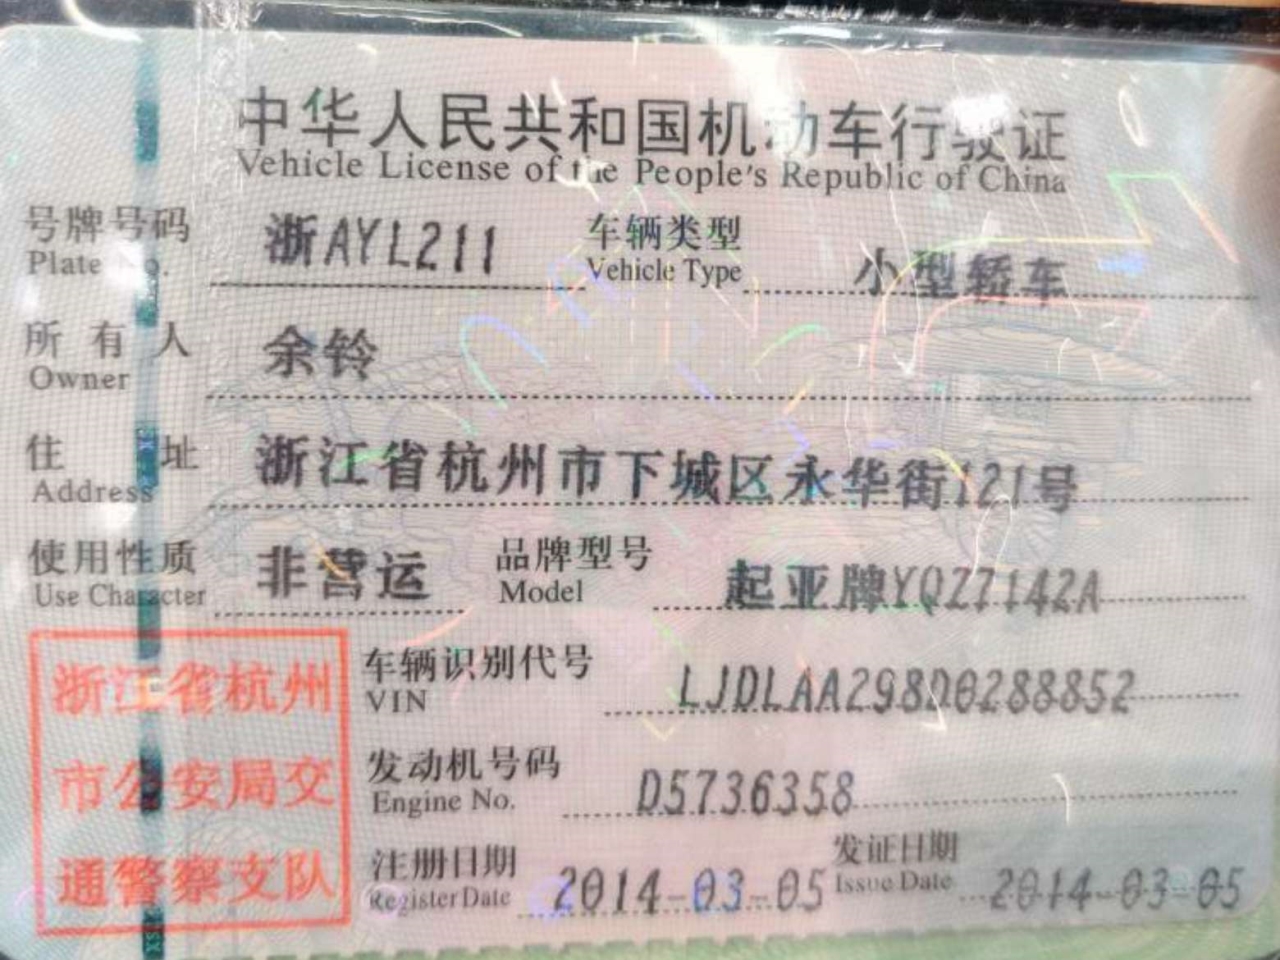 中华人民共和国机动车行驶证
Vehicle License of the People's Republic of China
号牌号码 浙AYL211 车辆类型 小型轿车
Plate No. Vehicle Type
所有人 余铃
Owner
住址 浙江省杭州市下城区永华街121号
Address
使用性质 非营运 品牌型号 起亚牌YQZ7142A
Use Character Model
浙江省杭州
市公安局交
通警察支队
车辆识别代号 LJDLAA298D0288852
VIN
发动机号码 D5736358
Engine No.
注册日期 2014-03-05 发证日期 2014-03-05
Register Date Issue Date